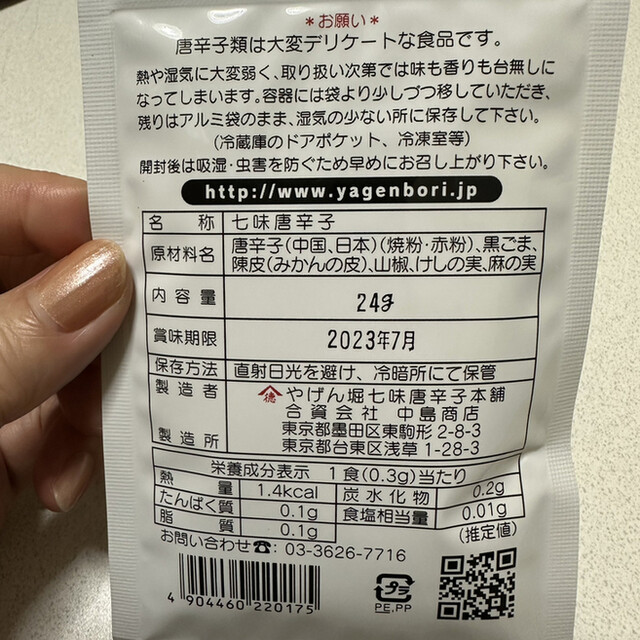 *お願い*
唐辛子類は大変デリケートな食品です。
熱や湿気に大変弱く、取り扱い次第では味も香りも台無しに
なってしまいます。容器には袋より少しづつ移していただき、
残りはアルミ袋のまま、湿気の少ない所に保存して下さい。
(冷蔵庫のドアポケット、冷凍室等)
開封後は吸湿・虫害を防ぐため早めにお召し上がり下さい。
http://www.yagenbori.jp
名称 七味唐辛子
原材料名 唐辛子(中国、日本)(焼粉・赤粉)、黒ごま、
陳皮(みかんの皮)、山椒、けしの実、麻の実
内容量 24g
賞味期限 2023年7月
保存方法 直射日光を避け、冷暗所にて保管
製造者 徳 やげん堀七味唐辛子本舗
合資会社 中島商店
東京都墨田区東駒形2-8-3
製造所 東京都台東区浅草1-28-3
栄養成分表示 1食(0.3g)当たり
熱量 1.4kcal 炭水化物 0.2g
たんぱく質 0.1g 食塩相当量 0.01g
脂質 0.1g (推定値)
お問い合わせ☎: 03-3626-7716
4 904460 220175
プラ
PE,PP